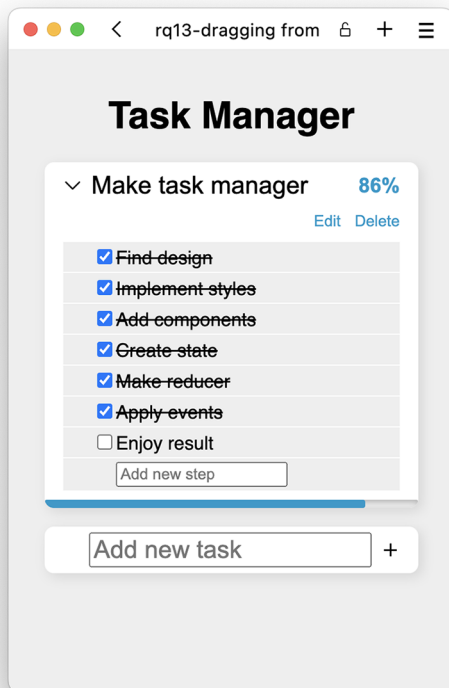 rq13-dragging from
Task Manager
Make task manager 86%
Edit Delete
Find design
Implement styles
Add components
Create state
Make reducer
Apply events
Enjoy result
Add new step
Add new task +